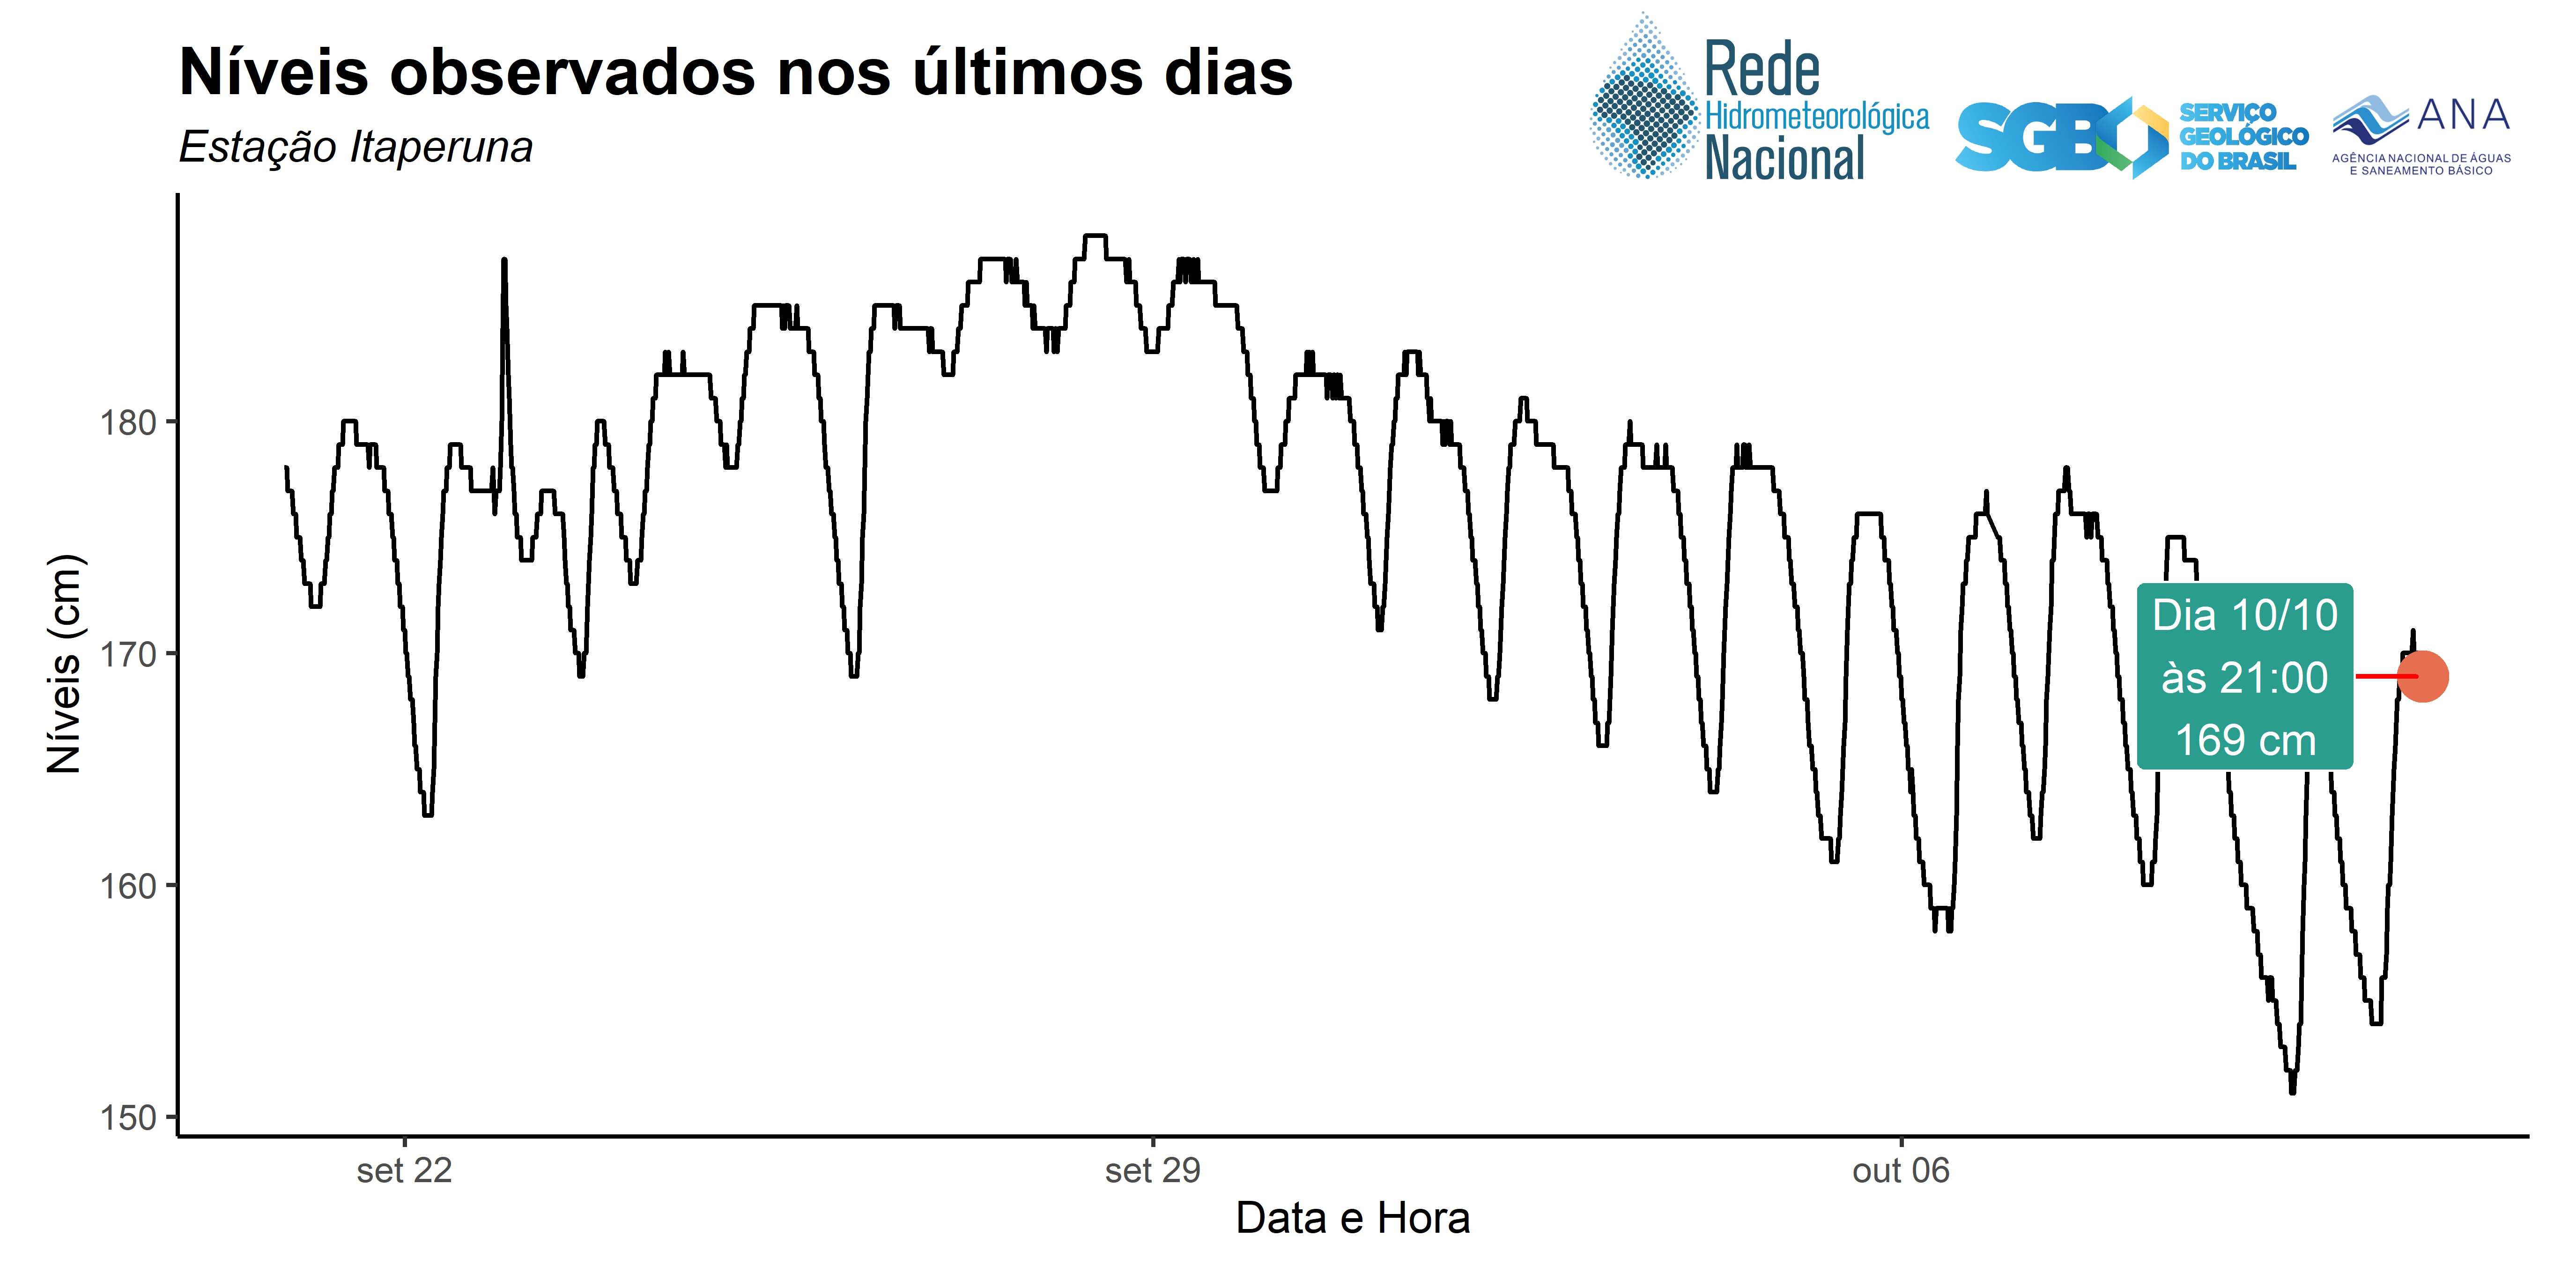 Níveis observados nos últimos dias
Estação Itaperuna
Rede
Hidrometeorológica
Nacional
SGB
SERVIÇO
GEOLÓGICO
DO BRASIL
ANA
AGÊNCIA NACIONAL DE ÁGUAS
E SANEAMENTO BÁSICO
Níveis (cm)
180
170
160
150
Dia 10/10
às 21:00
169 cm
set 22
set 29
out 06
Data e Hora